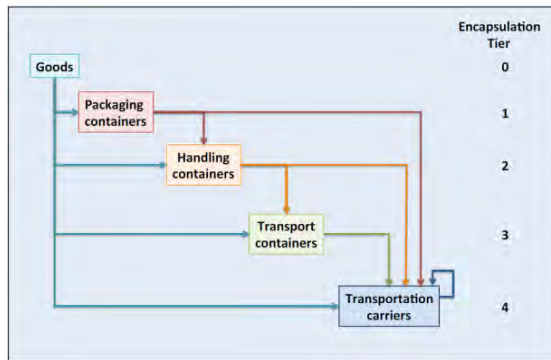 Encapsulation
Tier
Goods
0
Packaging
containers
1
Handling
containers
2
Transport
containers
3
Transportation
carriers
4